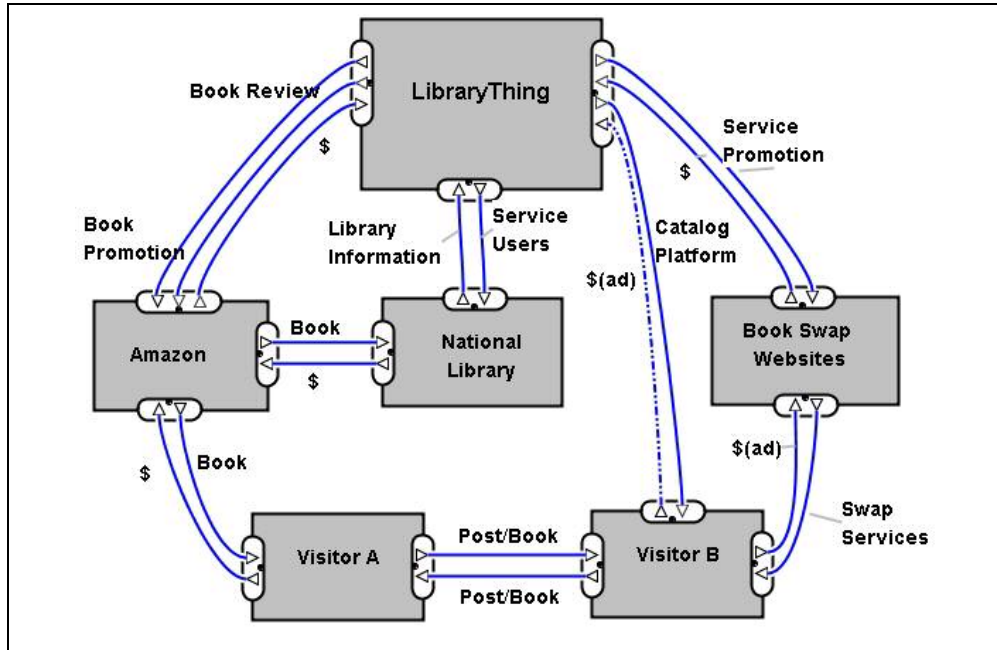 LibraryThing
Book Review
$
Service
Promotion
$
Book
Promotion
Library
Information
Service
Users
Catalog
Platform
$(ad)
Amazon
Book
$
National
Library
Book Swap
Websites
$
Book
$(ad)
Swap
Services
Visitor A
Post/Book
Post/Book
Visitor B